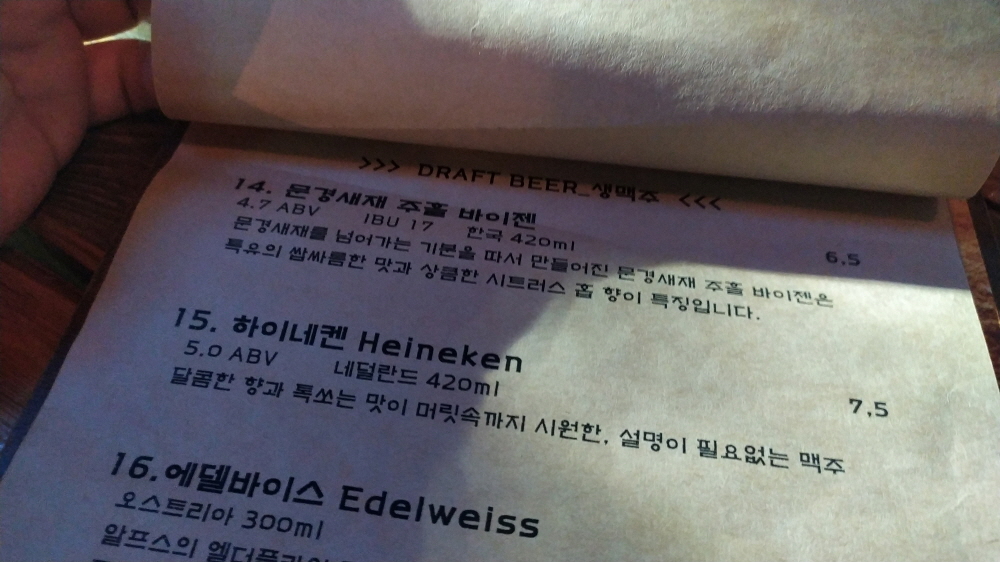 >>> DRAFT BEER_생맥주 <<<
14. 문경새재 주흘 바이젠
4.7 ABV IBU 17 한국 420ml 6,5
문경새재를 넘어가는 기분을 따서 만들어진 문경새재 주흘 바이젠은
특유의 쌉싸름한 맛과 상큼한 시트러스 홉 향이 특징입니다.
15. 하이네켄 Heineken
5.0 ABV 네덜란드 420ml 7,5
달콤한 향과 톡쏘는 맛이 머릿속까지 시원한, 설명이 필요없는 맥주
16. 에델바이스 Edelweiss
오스트리아 300ml
알프스의